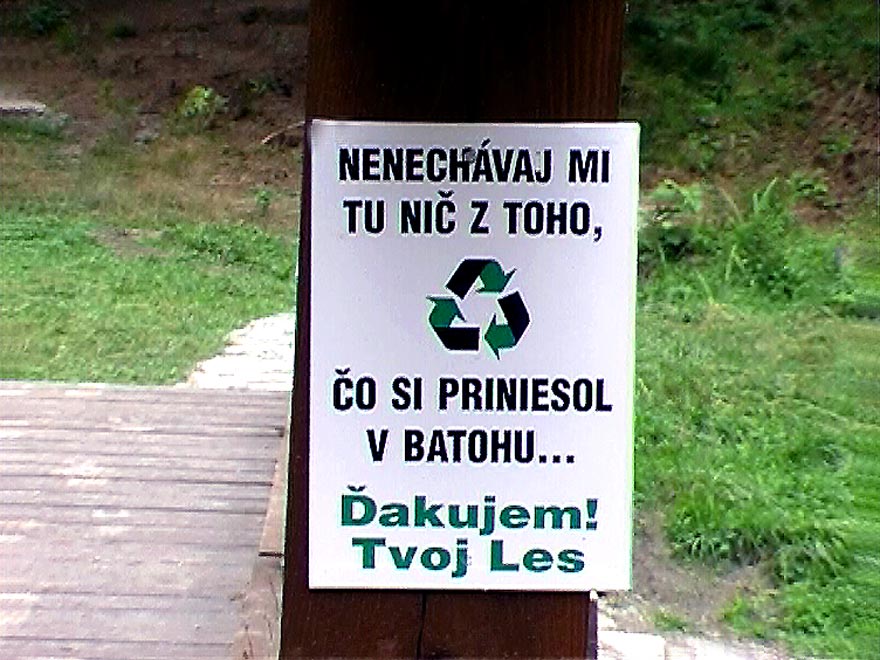 NENECHÁVAJ MI
TU NIČ Z TOHO,
ČO SI PRINIESOL
V BATOHU...
Ďakujem!
Tvoj Les